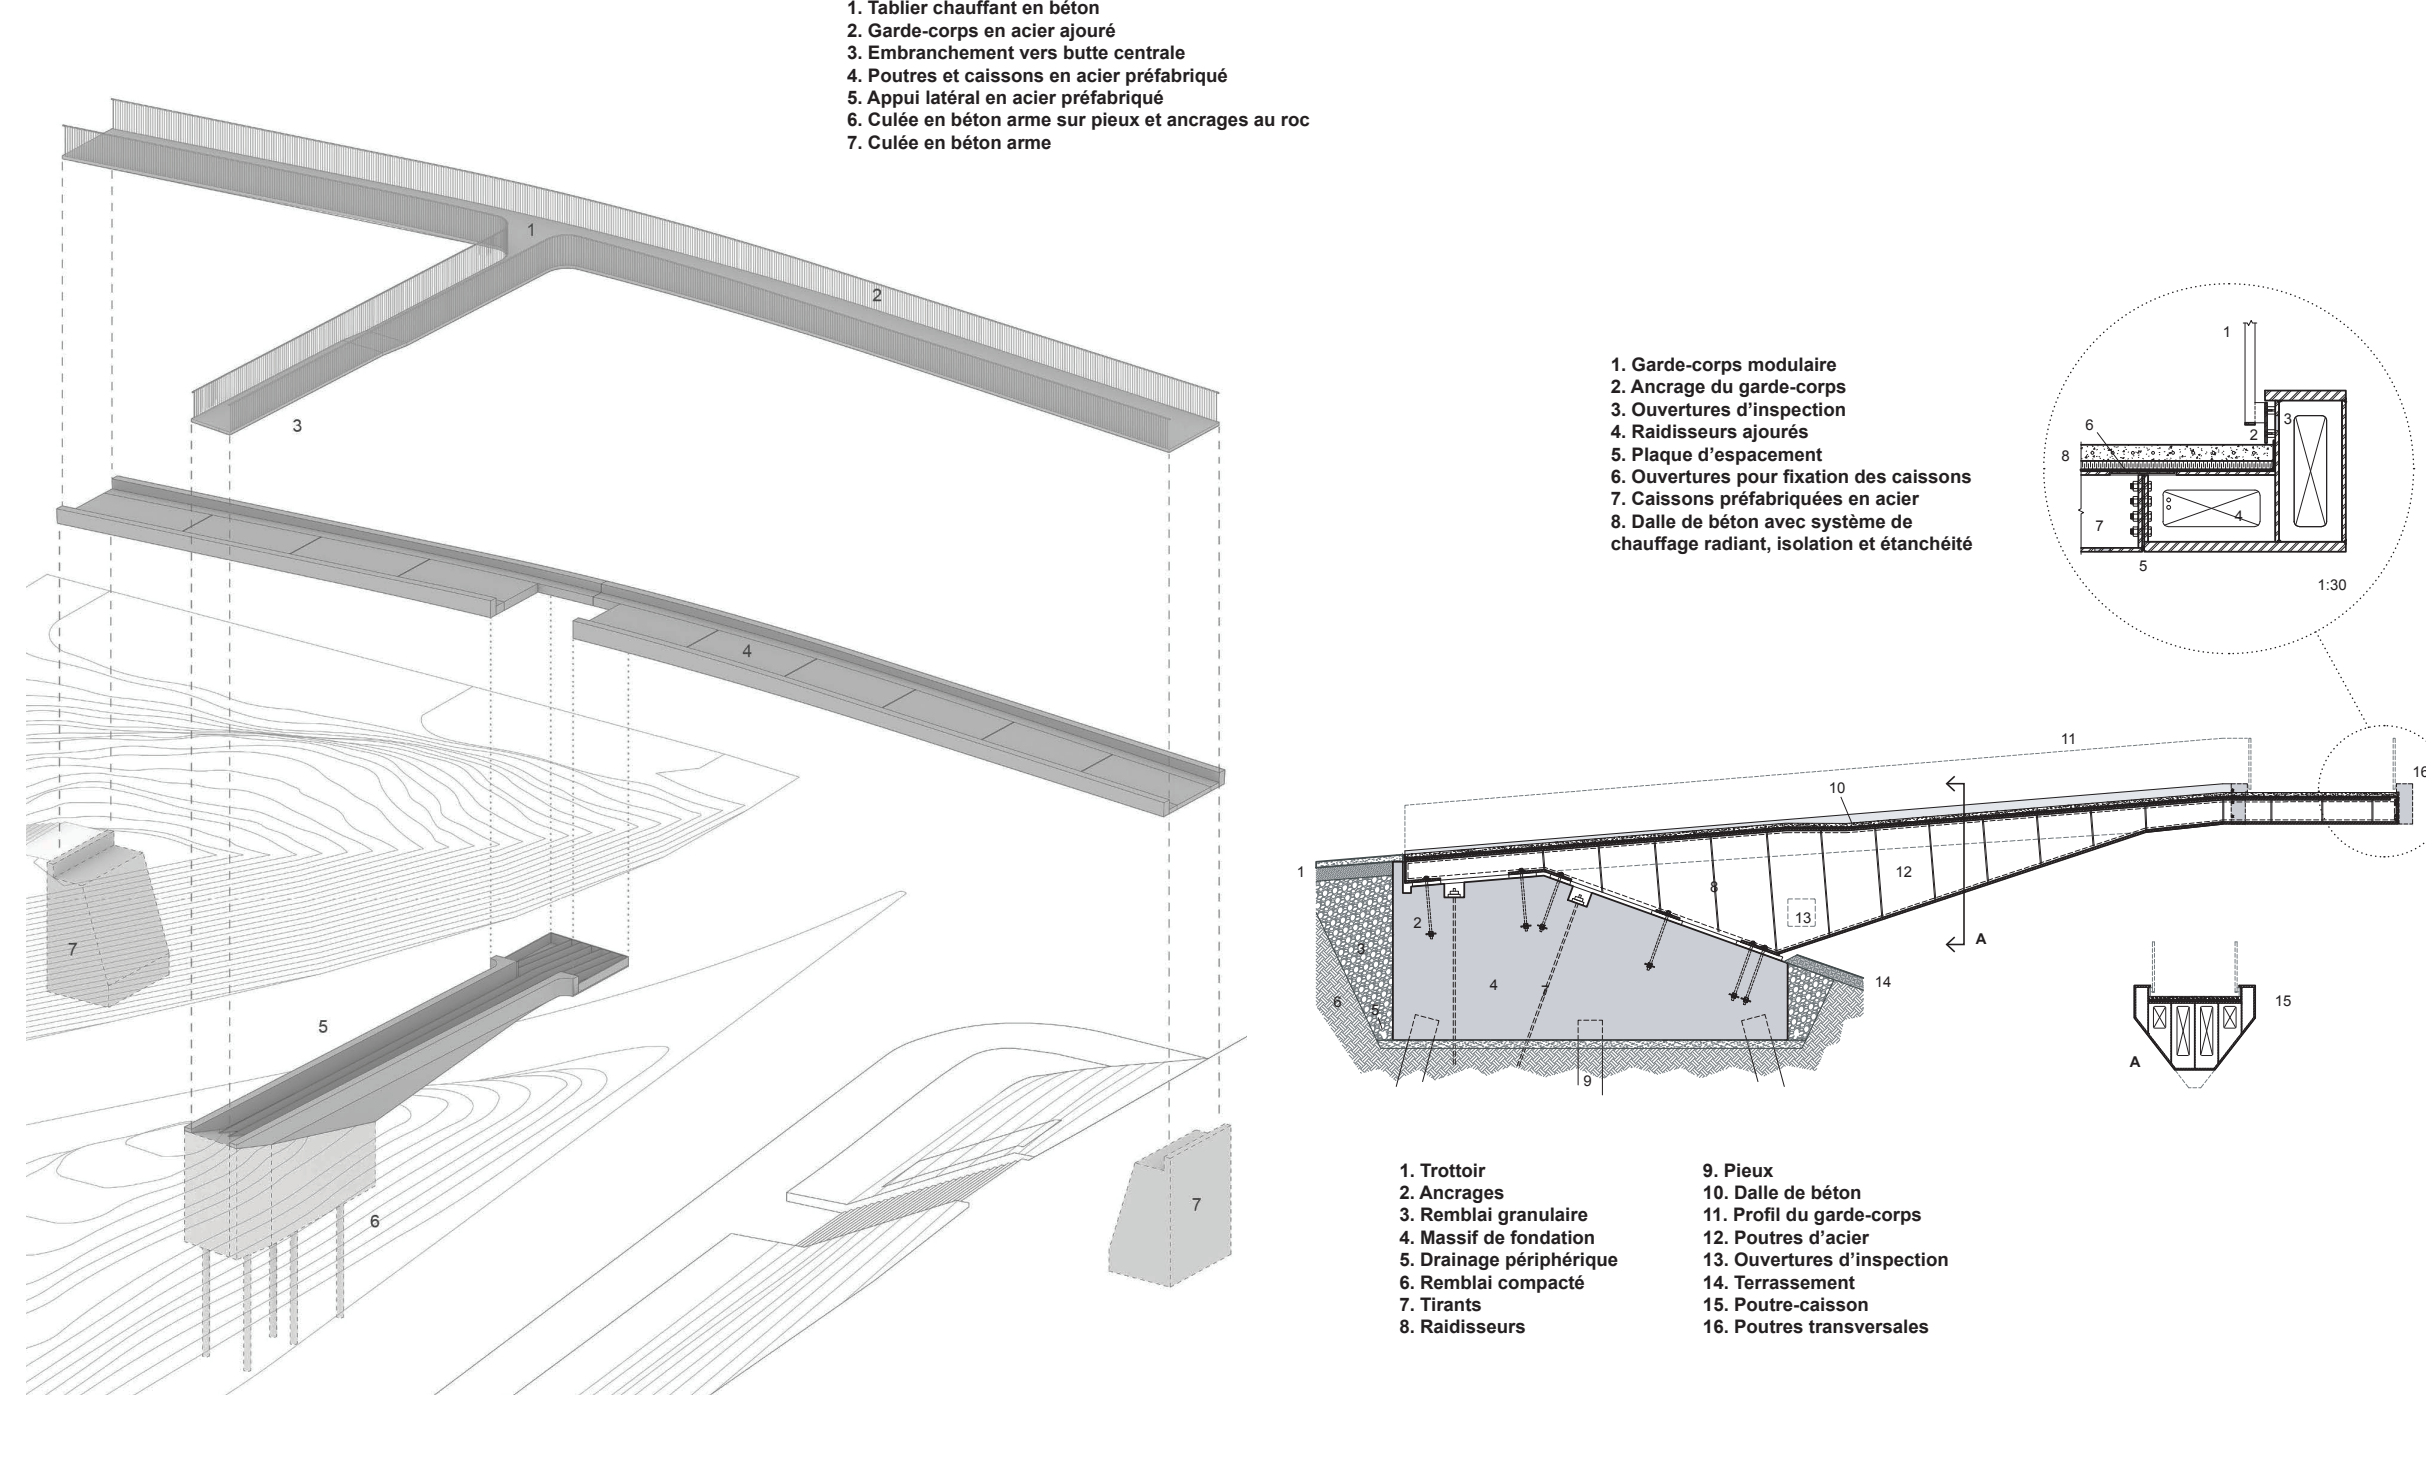 1. Tablier chauffant en béton
2. Garde-corps en acier ajouré
3. Embranchement vers butte centrale
4. Poutres et caissons en acier préfabriqué
5. Appui latéral en acier préfabriqué
6. Culée en béton arme sur pieux et ancrages au roc
7. Culée en béton arme
1
2
3
4
7
5
6
7
1. Garde-corps modulaire
2. Ancrage du garde-corps
3. Ouvertures d’inspection
4. Raidisseurs ajourés
5. Plaque d’espacement
6. Ouvertures pour fixation des caissons
7. Caissons préfabriquées en acier
8. Dalle de béton avec système de
chauffage radiant, isolation et étanchéité
1
3
6
2
8
4
7
5
1:30
11
16
10
1
8
12
2
13
A
3
14
4
7
6
5
9
15
A
1. Trottoir
2. Ancrages
3. Remblai granulaire
4. Massif de fondation
5. Drainage périphérique
6. Remblai compacté
7. Tirants
8. Raidisseurs
9. Pieux
10. Dalle de béton
11. Profil du garde-corps
12. Poutres d’acier
13. Ouvertures d’inspection
14. Terrassement
15. Poutre-caisson
16. Poutres transversales